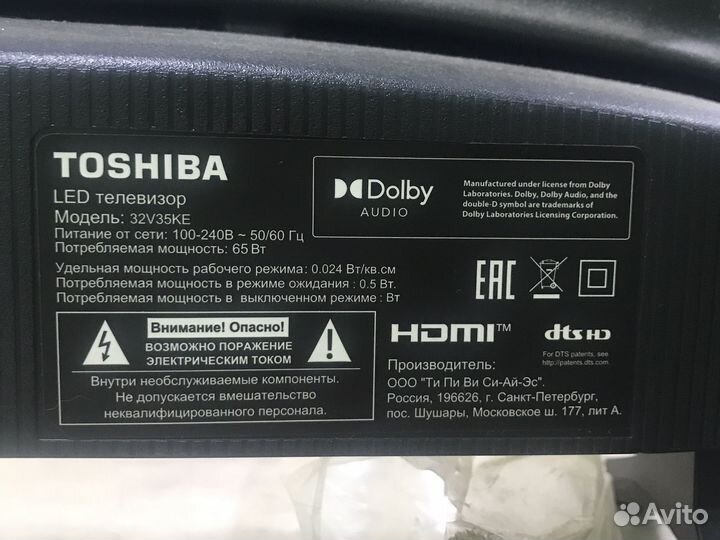 TOSHIBA
LED телевизор
Модель: 32V35KE
Питание от сети: 100-240В ~ 50/60 Гц
Потребляемая мощность: 65 Вт
Удельная мощность рабочего режима: 0.024 Вт/кв.см
Потребляемая мощность в режиме ожидания : 0.5 Вт.
Потребляемая мощность в выключенном режиме : Вт
Dolby
AUDIO
Manufactured under license from Dolby
Laboratories. Dolby, Dolby Audio, and the
double-D symbol are trademarks of
Dolby Laboratories Licensing Corporation.
EAC
Внимание! Опасно!
ВОЗМОЖНО ПОРАЖЕНИЕ
ЭЛЕКТРИЧЕСКИМ ТОКОМ
Внутри необслуживаемые компоненты.
Не допускается вмешательство
неквалифицированного персонала.
HDMI™
dts HD
For DTS patents, see
http://patents.dts.com.
Производитель:
ООО "Ти Пи Ви Си-Ай-Эс".
Россия, 196626, г. Санкт-Петербург,
пос. Шушары, Московское ш. 177, лит А.
Avito